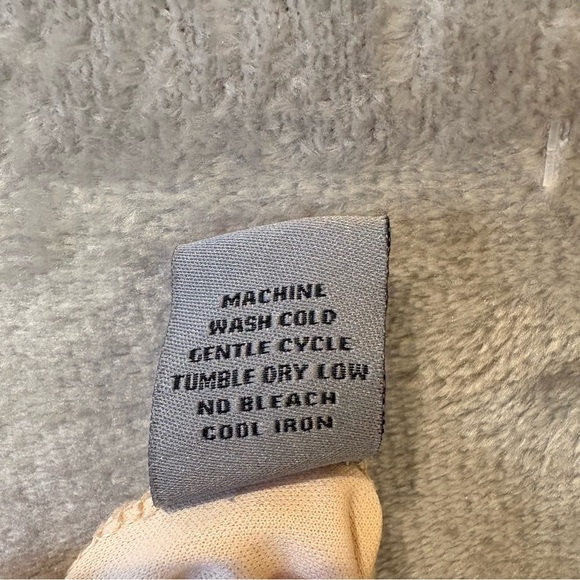 MACHINE
WASH COLD
GENTLE CYCLE
TUMBLE DRY LOW
NO BLEACH
COOL IRON